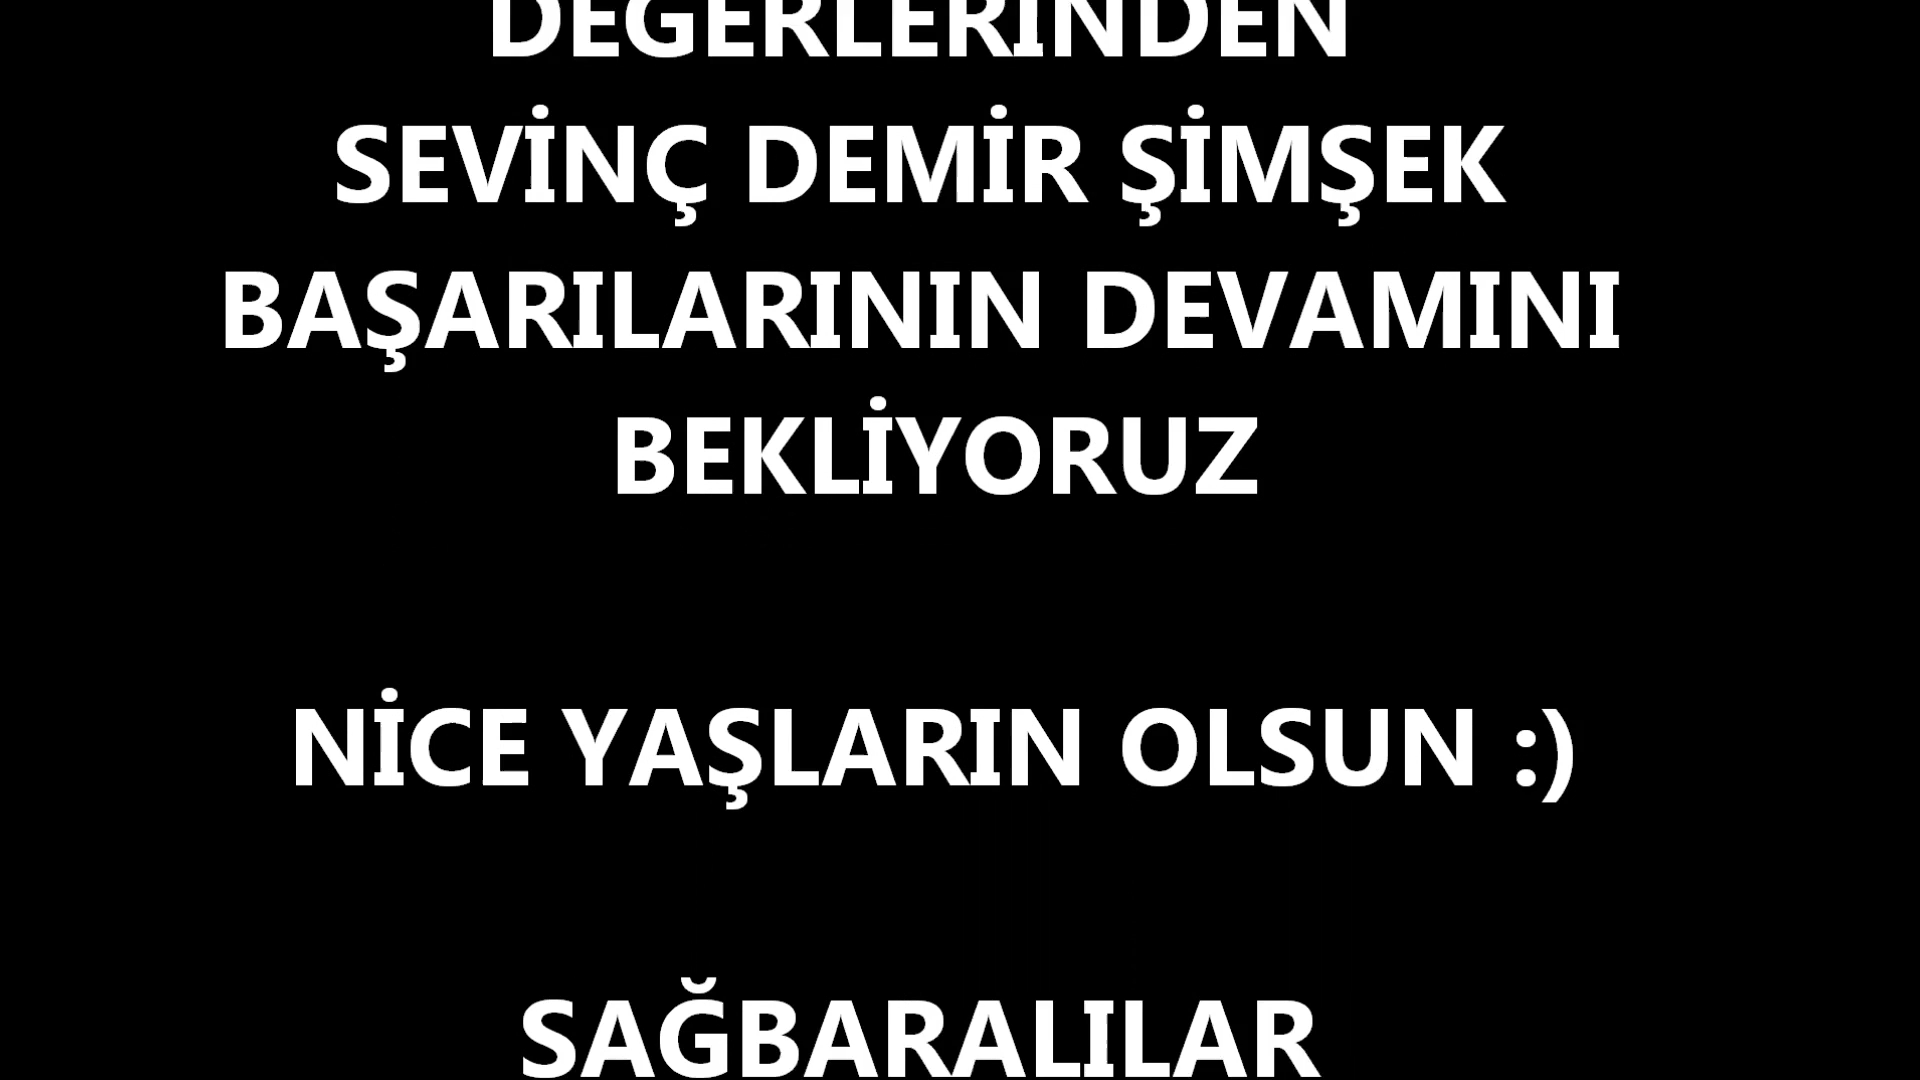 DEĞERLERİNDEN
SEVİNÇ DEMİR ŞİMŞEK
BAŞARILARININ DEVAMINI
BEKLİYORUZ
NİCE YAŞLARIN OLSUN :)
SAĞBARALILAR